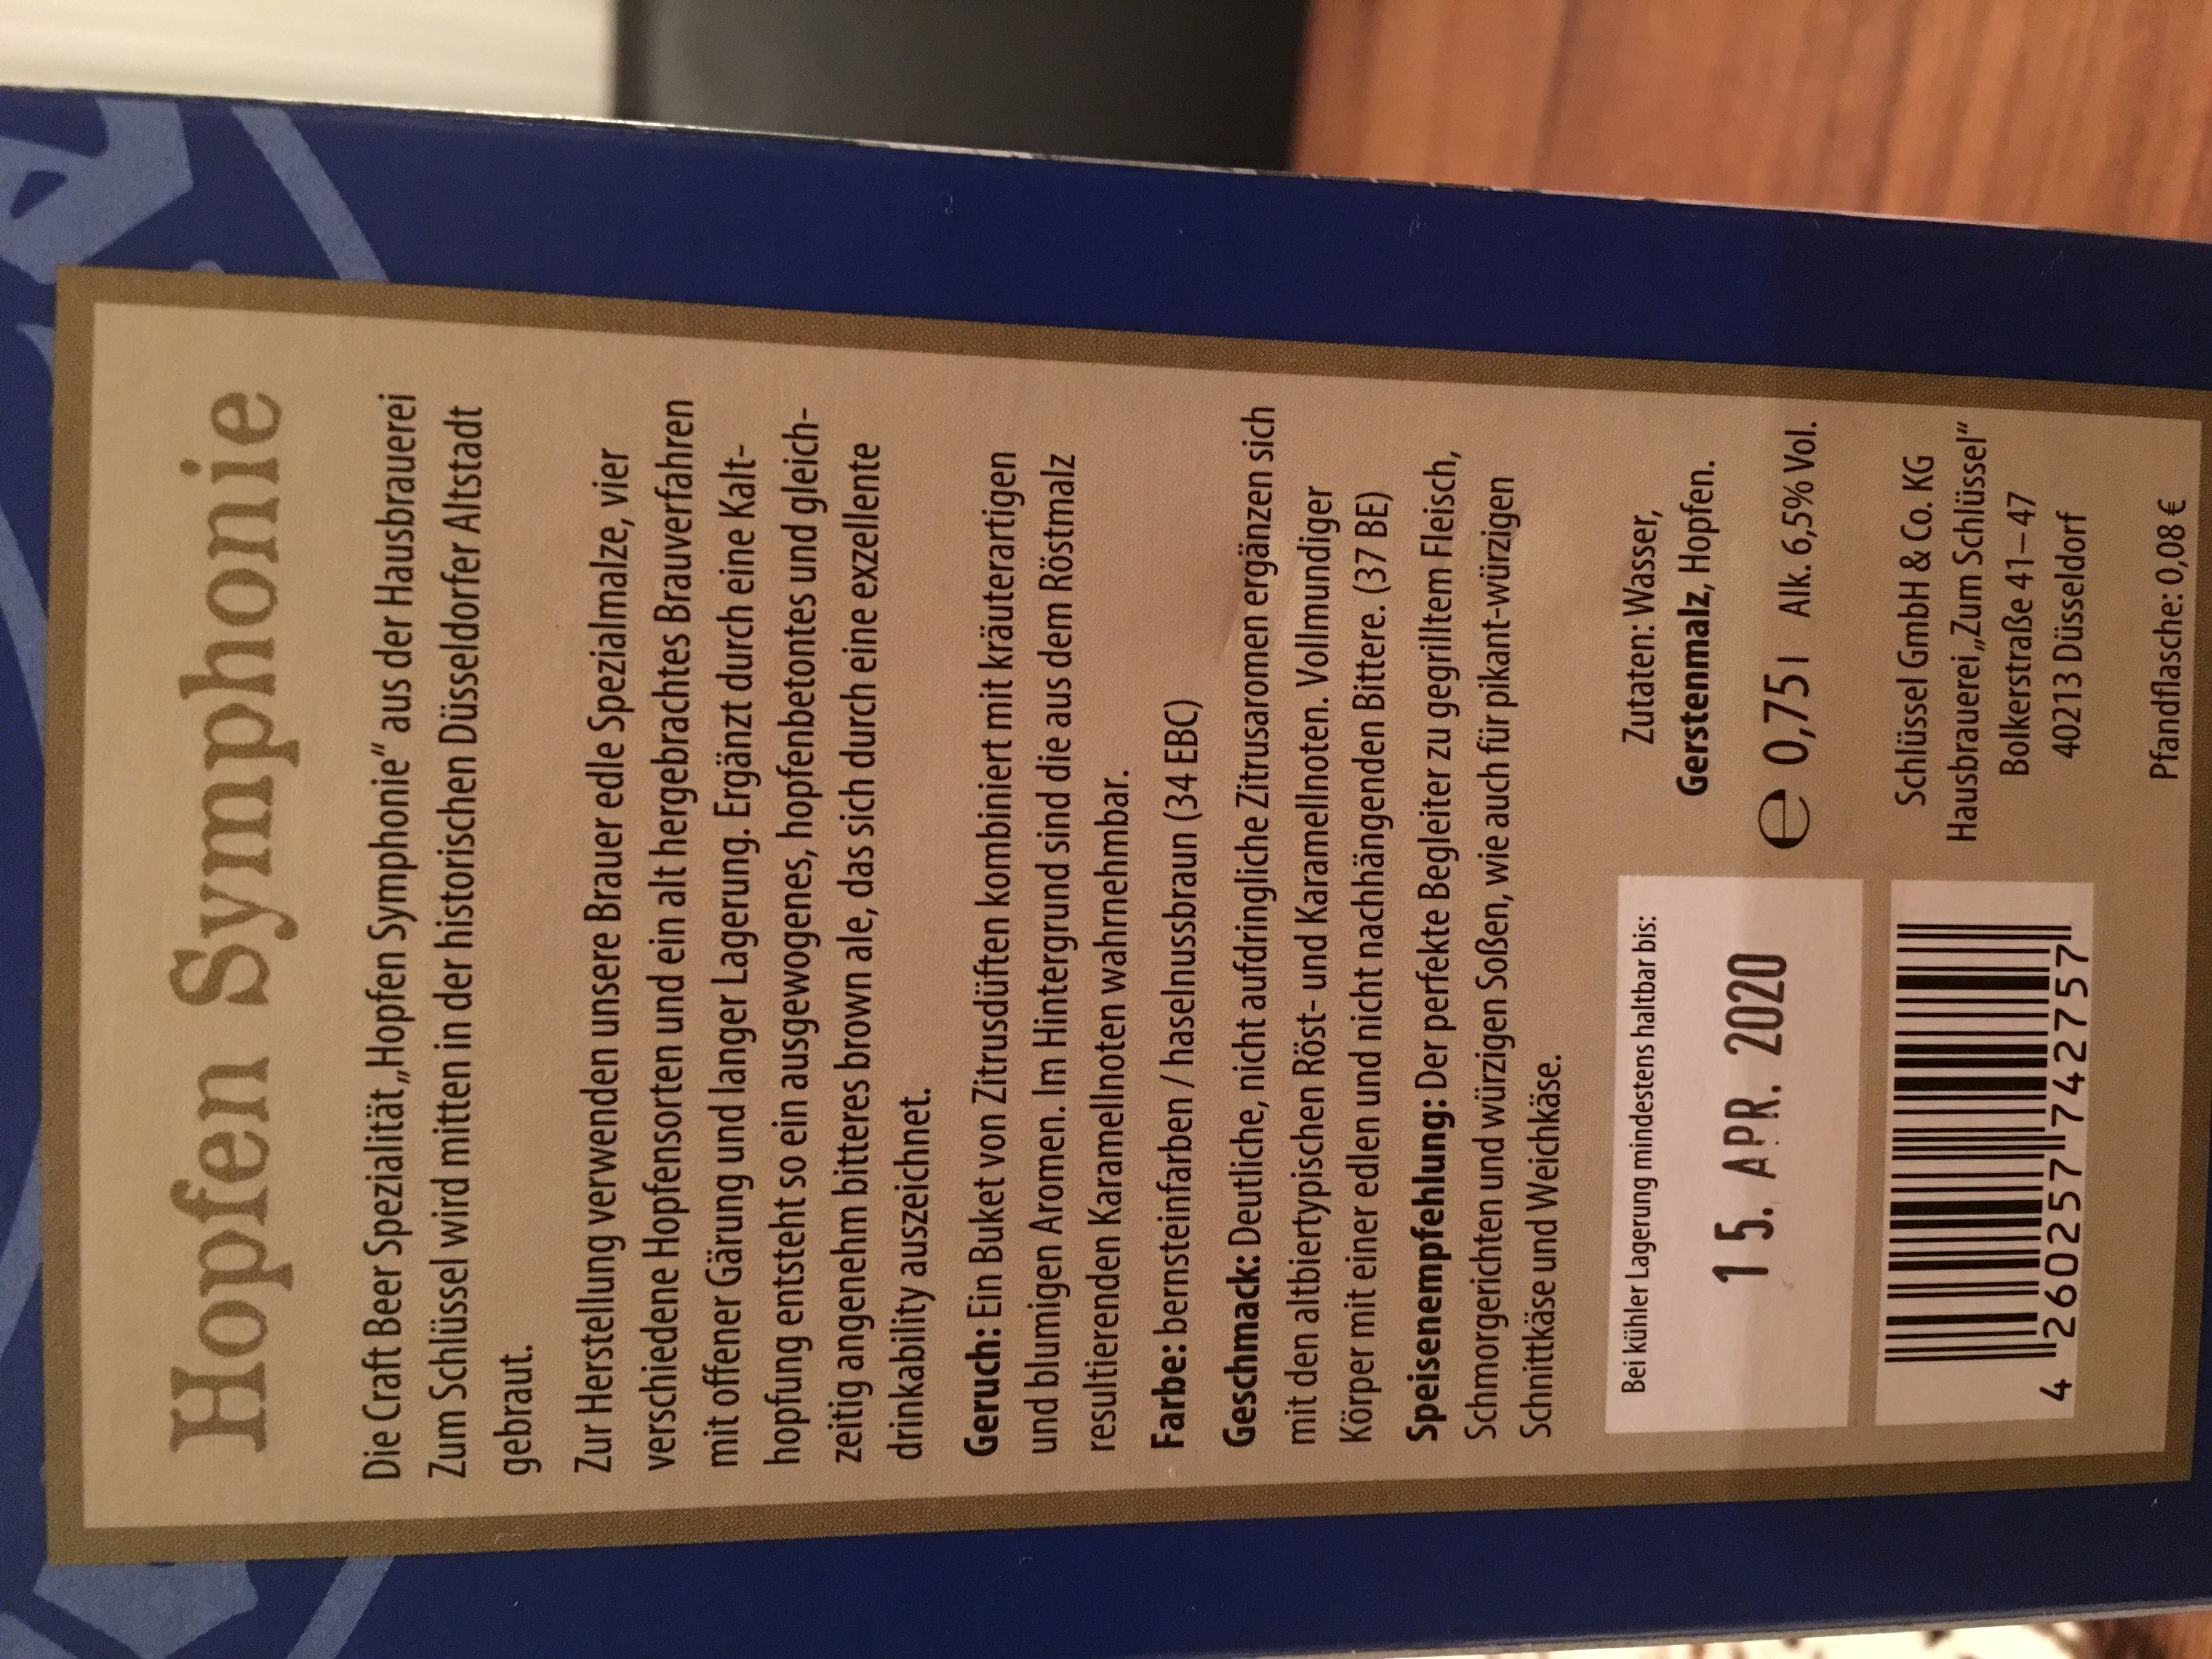 Hopfen Symphonie
Die Craft Beer Spezialität „Hopfen Symphonie“ aus der Hausbrauerei
Zum Schlüssel wird mitten in der historischen Düsseldorfer Altstadt
gebraut.
Zur Herstellung verwenden unsere Brauer edle Spezialmalze, vier
verschiedene Hopfensorten und ein alt hergebrachtes Brauverfahren
mit offener Gärung und langer Lagerung. Ergänzt durch eine Kalt-
hopfung entsteht so ein ausgewogenes, hopfenbetontes und gleich-
zeitig angenehm bitteres brown ale, das sich durch eine exzellente
drinkability auszeichnet.
Geruch: Ein Buket von Zitrusdüften kombiniert mit kräuterartigen
und blumigen Aromen. Im Hintergrund sind die aus dem Röstmalz
resultierenden Karamellnoten wahrnehmbar.
Farbe: bernsteinfarben / haselnussbraun (34 EBC)
Geschmack: Deutliche, nicht aufdringliche Zitrusaromen ergänzen sich
mit den altbiertypischen Röst- und Karamellnoten. Vollmundiger
Körper mit einer edlen und nicht nachhängenden Bittere. (37 BE)
Speisenempfehlung: Der perfekte Begleiter zu gegrilltem Fleisch,
Schmorgerichten und würzigen Soßen, wie auch für pikant-würzigen
Schnittkäse und Weichkäse.
Bei kühler Lagerung mindestens haltbar bis:
15. APR. 2020
4 260257 742757
Zutaten: Wasser,
Gerstenmalz, Hopfen.
e 0,75 l Alk. 6,5% Vol.
Schlüssel GmbH & Co. KG
Hausbrauerei „Zum Schlüssel“
Bolkerstraße 41–47
40213 Düsseldorf
Pfandflasche: 0,08 €